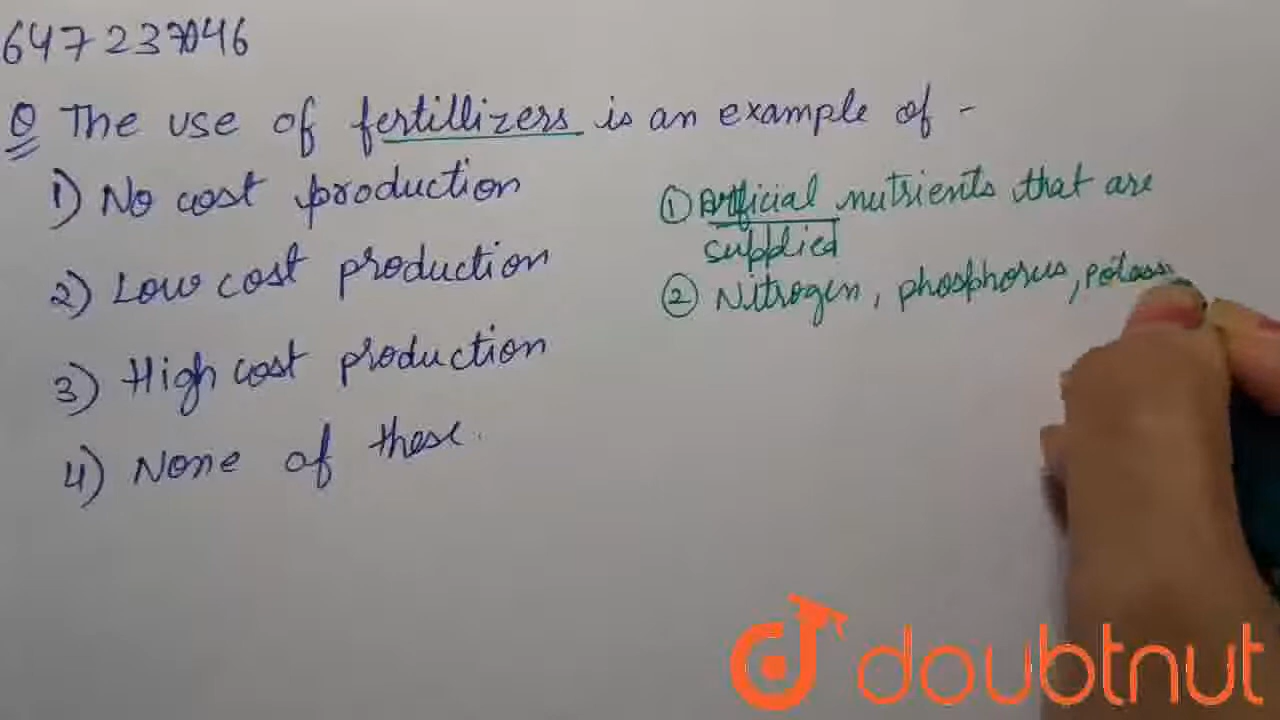 647237046
Q The use of fertillizers is an example of -
1) No cost production
2) Low cost production
3) High cost production
4) None of these.
① Artificial nutrients that are
supplied
② Nitrogen, phosphorus, potass
doubtnut